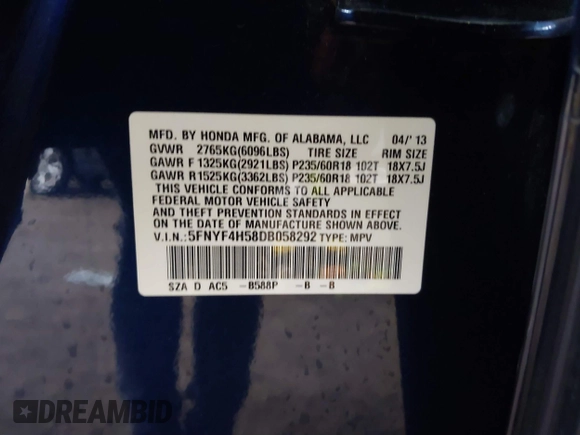 MFD. BY HONDA MFG. OF ALABAMA, LLC 04/'13
GVWR 2765KG(6096LBS) TIRE SIZE RIM SIZE
GAWR F 1325KG(2921LBS) P235/60R18 102T 18X7.5J
GAWR R1525KG(3362LBS) P235/60R18 102T 18X7.5J
THIS VEHICLE CONFORMS TO ALL APPLICABLE
FEDERAL MOTOR VEHICLE SAFETY
AND THEFT PREVENTION STANDARDS IN EFFECT
ON THE DATE OF MANUFACTURE SHOWN ABOVE.
V.I.N.:5FNYF4H58DB058292 TYPE: MPV
SZA D AC5 -B588P -B -B
DREAMBID